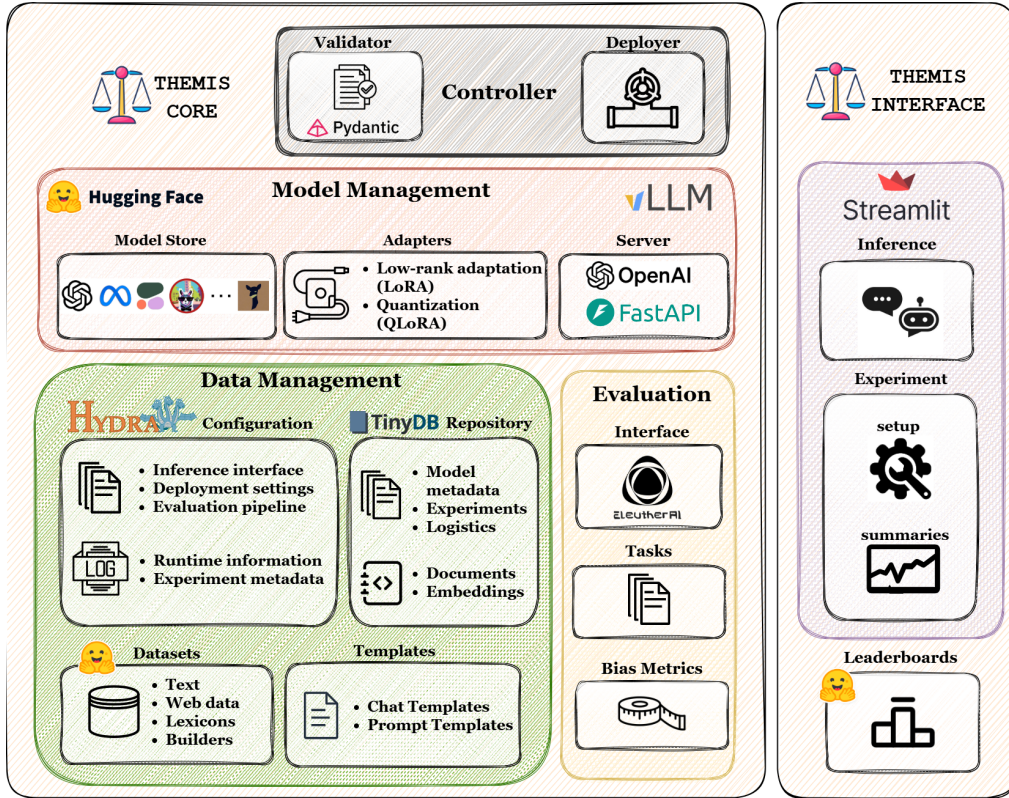 THEMIS
CORE
Validator
Pydantic
Controller
Deployer
Hugging Face
Model Management
vLLM
Model Store
...
Adapters
• Low-rank adaptation
(LoRA)
• Quantization
(QLoRA)
Server
OpenAI
FastAPI
Data Management
HYDRA Configuration
• Inference interface
• Deployment settings
• Evaluation pipeline
LOG
• Runtime information
• Experiment metadata
TinyDB Repository
• Model
metadata
• Experiments
• Logistics
• Documents
• Embeddings
Datasets
• Text
• Web data
• Lexicons
• Builders
Templates
• Chat Templates
• Prompt Templates
Evaluation
Interface
EleutherAI
Tasks
Bias Metrics
THEMIS
INTERFACE
Streamlit
Inference
Experiment
setup
summaries
Leaderboards